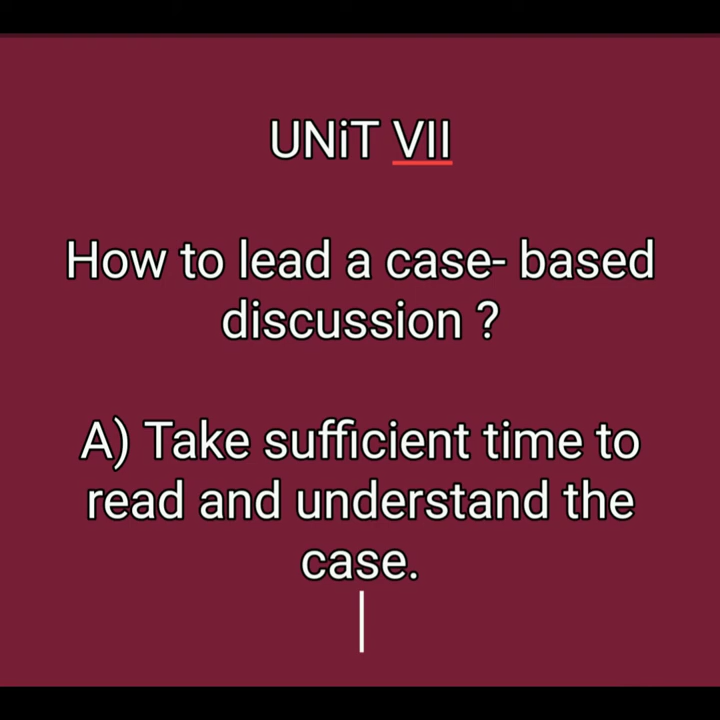 UNiT VII
How to lead a case- based
discussion ?
A) Take sufficient time to
read and understand the
case.